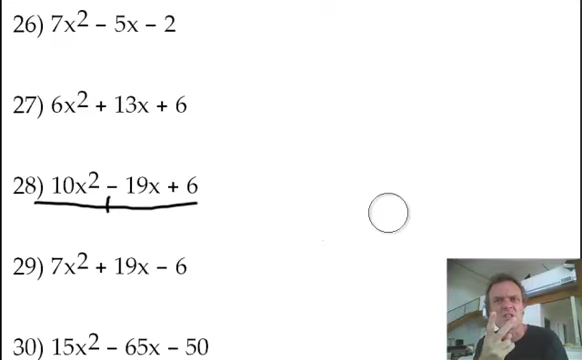 26) 7x² – 5x – 2
27) 6x² + 13x + 6
28) 10x² – 19x + 6
29) 7x² + 19x – 6
30) 15x² – 65x – 50